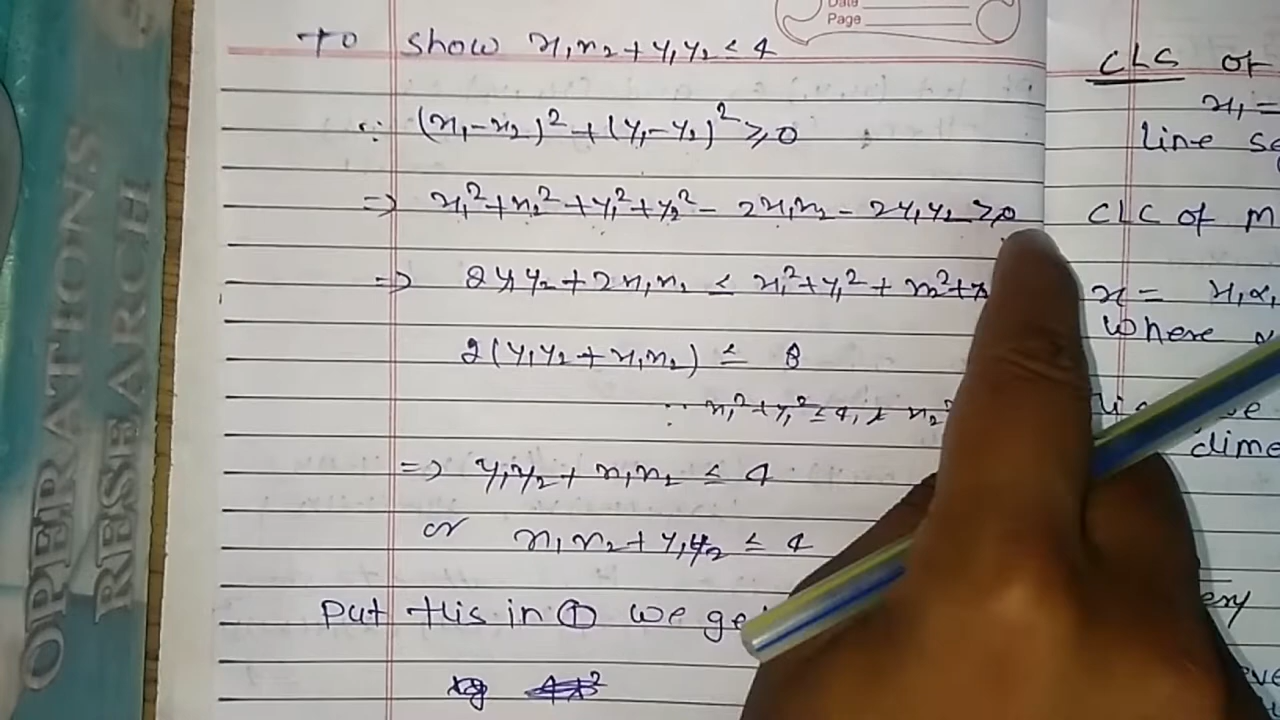 Date
Page
To show x₁x₂ + y₁y₂ ≤ 4
∵ (x₁-x₂)² + (y₁-y₂)² ≥ 0
⇒ x₁² + x₂² + y₁² + y₂² - 2x₁x₂ - 2y₁y₂ ≥ 0
⇒ 2y₁y₂ + 2x₁x₂ ≤ x₁² + y₁² + x₂² +
2(y₁y₂ + x₁x₂) ≤ 8
∵ x₁² + y₁² ≤ 4, & x₂²
⇒ y₁y₂ + x₁x₂ ≤ 4
or x₁x₂ + y₁y₂ ≤ 4
Put this in ① we get
CLC of
x₁ =
line se
CLC of M
x = x₁α₁
where
dime
OPERATIONS
RESEARCH